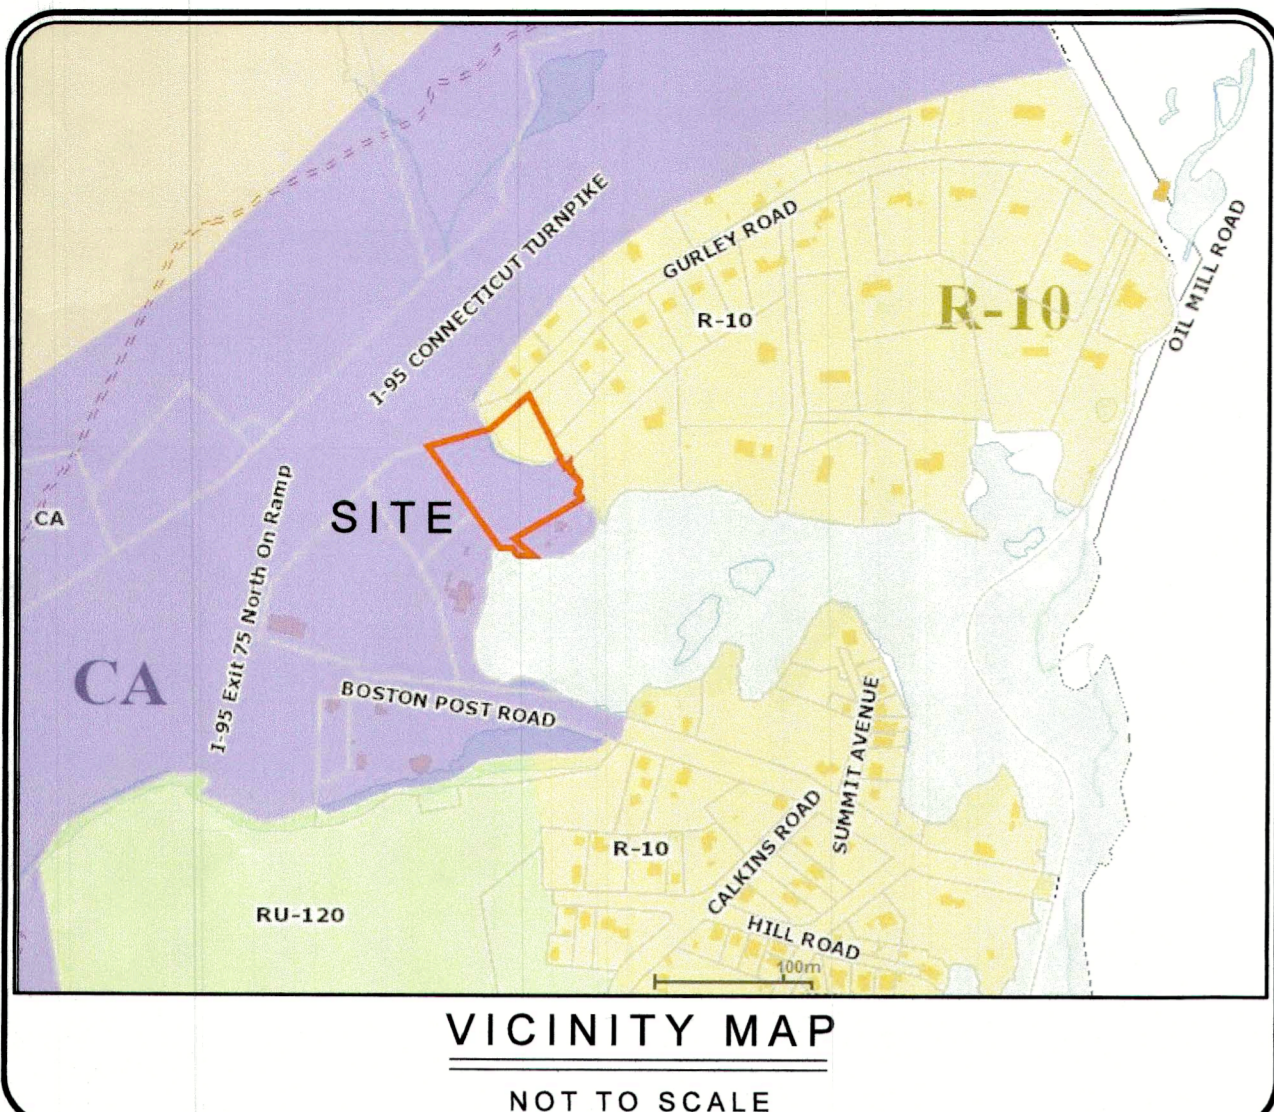 I-95 CONNECTICUT TURNPIKE
GURLEY ROAD
OIL MILL ROAD
R-10
R-10
CA
SITE
I-95 Exit 75 North On Ramp
CA
BOSTON POST ROAD
SUMMIT AVENUE
R-10
CALKINS ROAD
RU-120
HILL ROAD
100m
VICINITY MAP
NOT TO SCALE